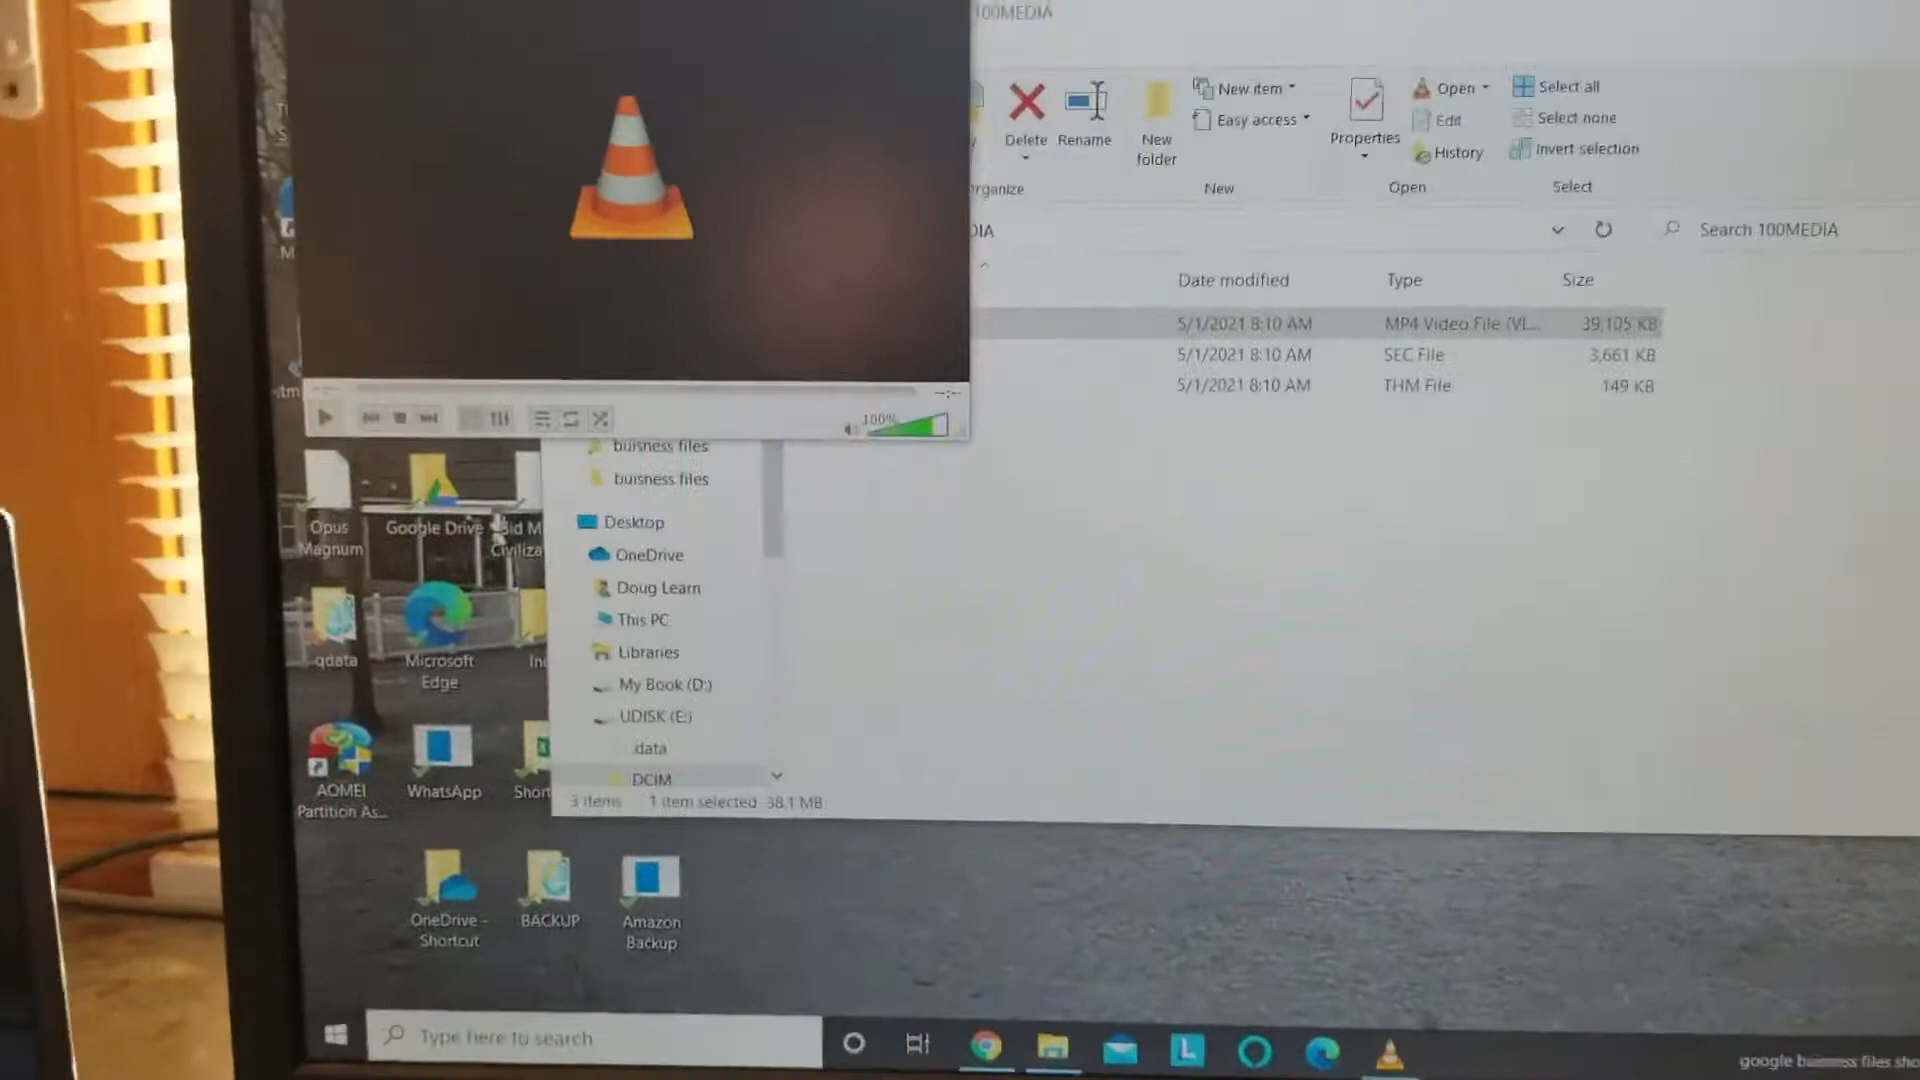 100MEDIA
Delete
Rename
New
folder
New item
Easy access
Properties
Open
Edit
History
Select all
Select none
Invert selection
rganize
New
Open
Select
DIA
Search 100MEDIA
Date modified
Type
Size
5/1/2021 8:10 AM
MP4 Video File (VL...
39,105 KB
5/1/2021 8:10 AM
SEC File
3,661 KB
5/1/2021 8:10 AM
THM File
149 KB
100%
buisness files
buisness files
Desktop
OneDrive
Doug Learn
This PC
Libraries
My Book (D:)
UDISK (E:)
.data
DCIM
3 items
1 item selected 38.1 MB
Opus
Magnum
Google Drive
Sid M
Civiliza
qdata
Microsoft
Edge
AOMEI
Partition As...
WhatsApp
Short
OneDrive -
Shortcut
BACKUP
Amazon
Backup
Type here to search
google buisness files sho